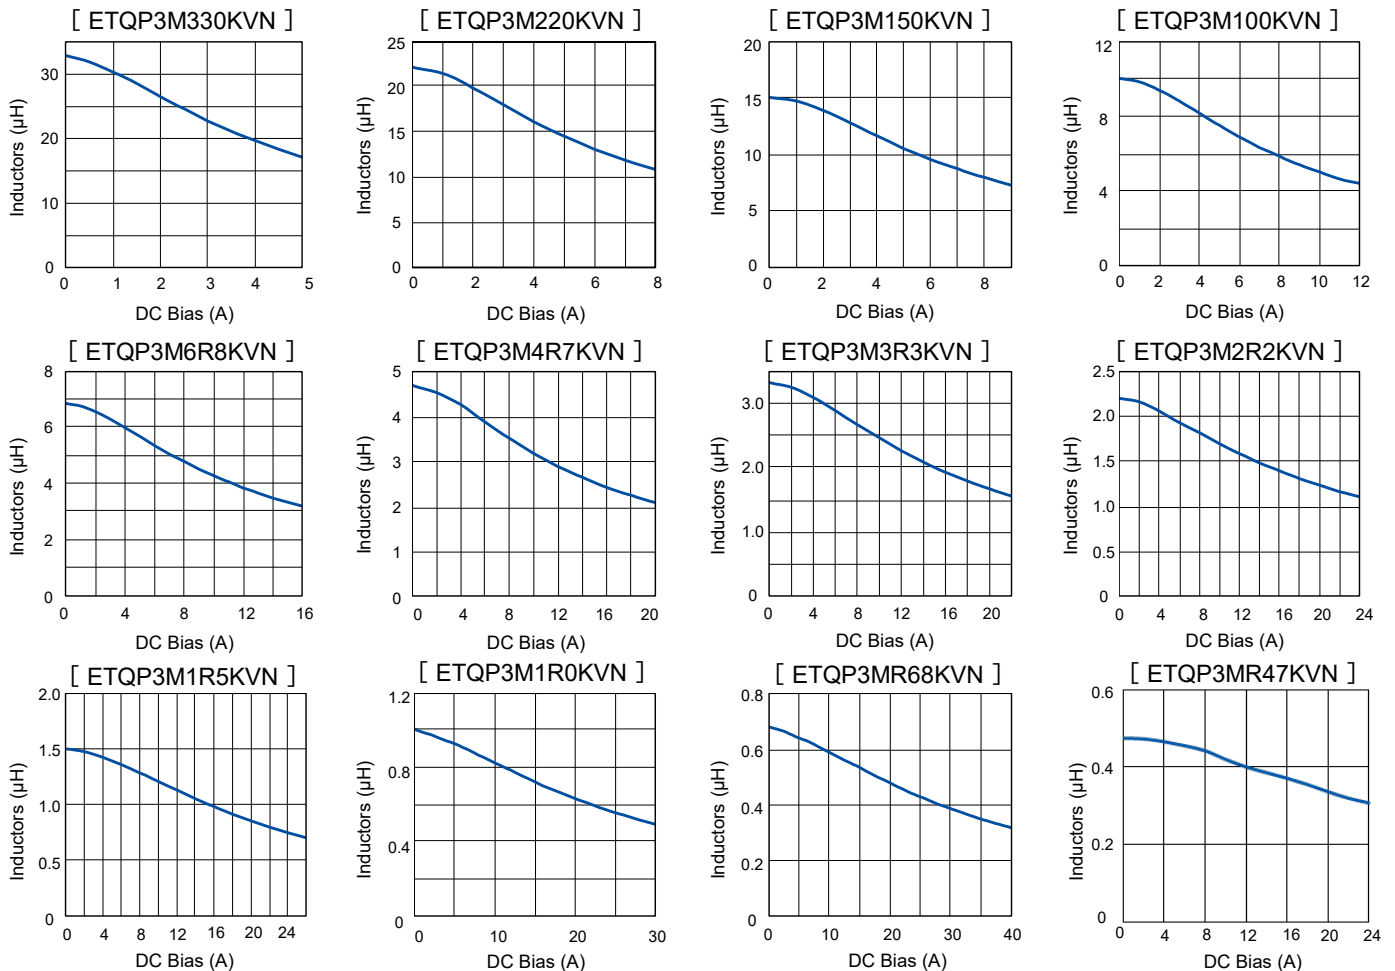 [ ETQP3M330KVN ]
35
30
20
10
0
Inductors (μH)
0 1 2 3 4 5
DC Bias (A)
[ ETQP3M220KVN ]
25
20
15
10
5
0
Inductors (μH)
0 2 4 6 8
DC Bias (A)
[ ETQP3M150KVN ]
20
15
10
5
0
Inductors (μH)
0 2 4 6 8
DC Bias (A)
[ ETQP3M100KVN ]
12
8
4
0
Inductors (μH)
0 2 4 6 8 10 12
DC Bias (A)
[ ETQP3M6R8KVN ]
8
6
4
2
0
Inductors (μH)
0 4 8 12 16
DC Bias (A)
[ ETQP3M4R7KVN ]
5
4
3
2
1
0
Inductors (μH)
0 4 8 12 16 20
DC Bias (A)
[ ETQP3M3R3KVN ]
3.0
2.0
1.0
0
Inductors (μH)
0 4 8 12 16 20
DC Bias (A)
[ ETQP3M2R2KVN ]
2.5
2.0
1.5
1.0
0.5
0
Inductors (μH)
0 4 8 12 16 20 24
DC Bias (A)
[ ETQP3M1R5KVN ]
2.0
1.5
1.0
0.5
0
Inductors (μH)
0 4 8 12 16 20 24
DC Bias (A)
[ ETQP3M1R0KVN ]
1.2
0.8
0.4
0
Inductors (μH)
0 10 20 30
DC Bias (A)
[ ETQP3MR68KVN ]
0.8
0.6
0.4
0.2
0
Inductors (μH)
0 10 20 30 40
DC Bias (A)
[ ETQP3MR47KVN ]
0.6
0.4
0.2
0
Inductors (μH)
0 4 8 12 16 20 24
DC Bias (A)